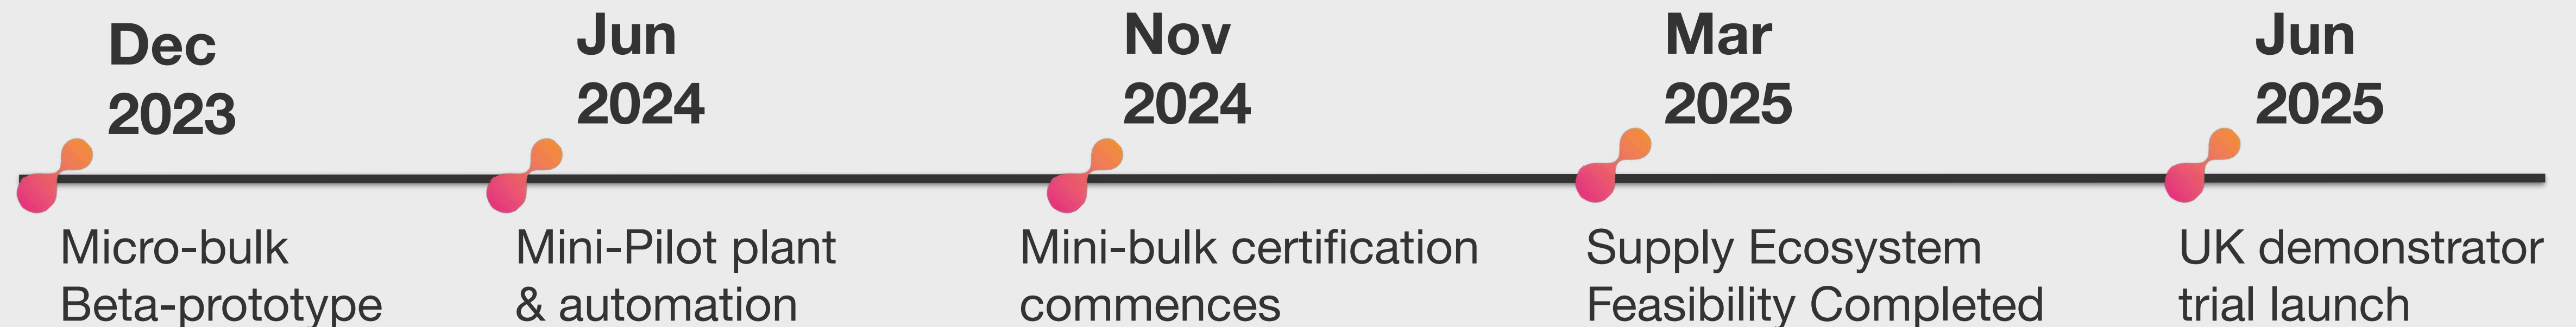 Dec
2023
Jun
2024
Nov
2024
Mar
2025
Jun
2025
Micro-bulk
Beta-prototype
Mini-Pilot plant
& automation
Mini-bulk certification
commences
Supply Ecosystem
Feasibility Completed
UK demonstrator
trial launch